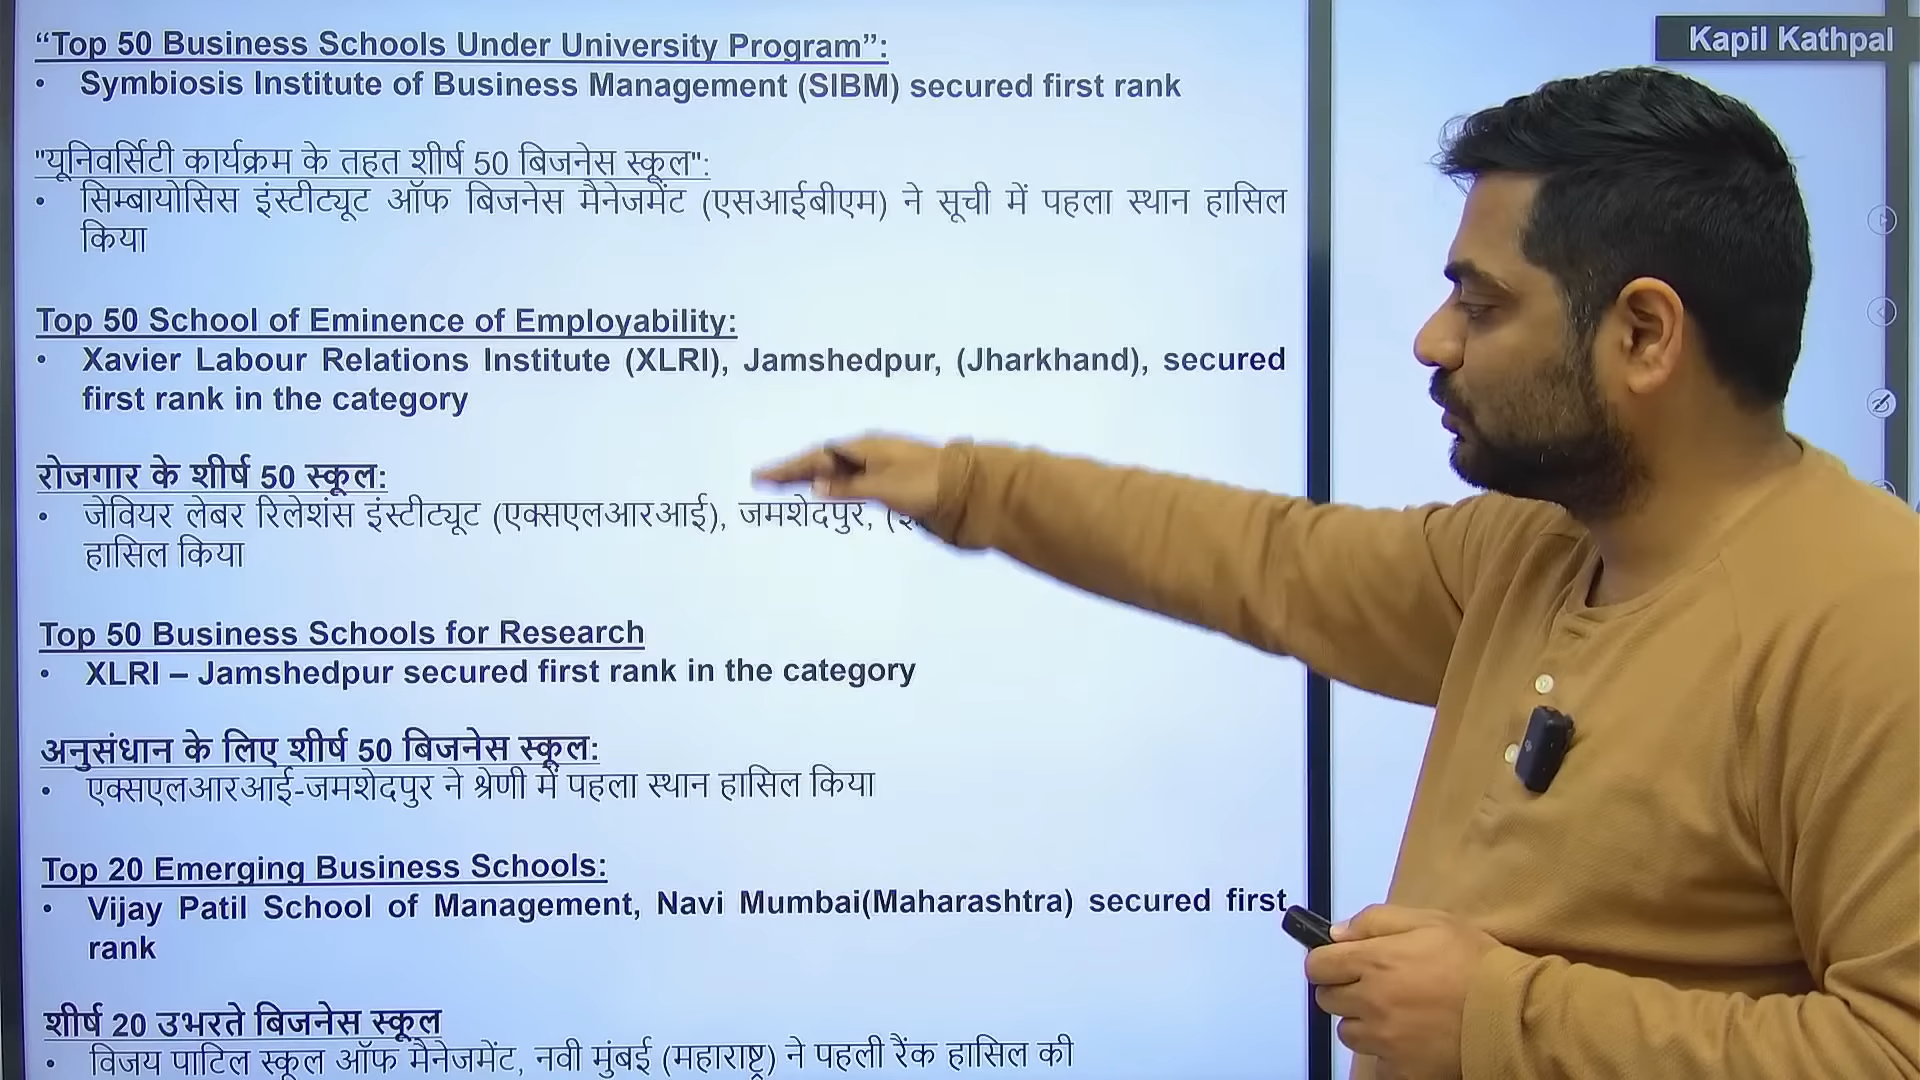 “Top 50 Business Schools Under University Program”:
• Symbiosis Institute of Business Management (SIBM) secured first rank
"यूनिवर्सिटी कार्यक्रम के तहत शीर्ष 50 बिजनेस स्कूल":
• सिम्बायोसिस इंस्टीट्यूट ऑफ बिजनेस मैनेजमेंट (एसआईबीएम) ने सूची में पहला स्थान हासिल
किया
Top 50 School of Eminence of Employability:
• Xavier Labour Relations Institute (XLRI), Jamshedpur, (Jharkhand), secured
first rank in the category
रोजगार के शीर्ष 50 स्कूल:
• जेवियर लेबर रिलेशंस इंस्टीट्यूट (एक्सएलआरआई), जमशेदपुर,
हासिल किया
Top 50 Business Schools for Research
• XLRI – Jamshedpur secured first rank in the category
अनुसंधान के लिए शीर्ष 50 बिजनेस स्कूल:
• एक्सएलआरआई-जमशेदपुर ने श्रेणी में पहला स्थान हासिल किया
Top 20 Emerging Business Schools:
• Vijay Patil School of Management, Navi Mumbai(Maharashtra) secured first
rank
शीर्ष 20 उभरते बिजनेस स्कूल
• विजय पाटिल स्कूल ऑफ मैनेजमेंट, नवी मुंबई (महाराष्ट्र) ने पहली रैंक हासिल की
Kapil Kathpal